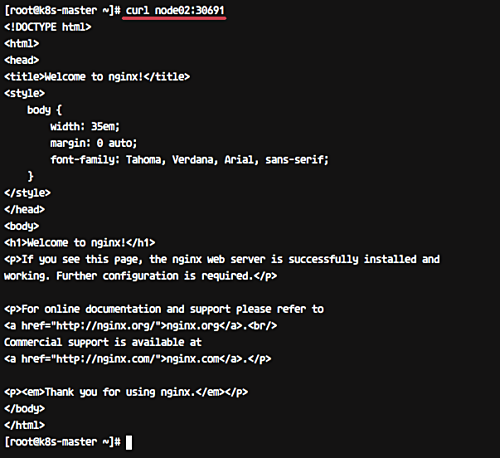 [root@k8s-master ~]# curl node02:30691
<!DOCTYPE html>
<html>
<head>
<title>Welcome to nginx!</title>
<style>
    body {
        width: 35em;
        margin: 0 auto;
        font-family: Tahoma, Verdana, Arial, sans-serif;
    }
</style>
</head>
<body>
<h1>Welcome to nginx!</h1>
<p>If you see this page, the nginx web server is successfully installed and
working. Further configuration is required.</p>

<p>For online documentation and support please refer to
<a href="http://nginx.org/">nginx.org</a>.<br/>
Commercial support is available at
<a href="http://nginx.com/">nginx.com</a>.</p>

<p><em>Thank you for using nginx.</em></p>
</body>
</html>
[root@k8s-master ~]#